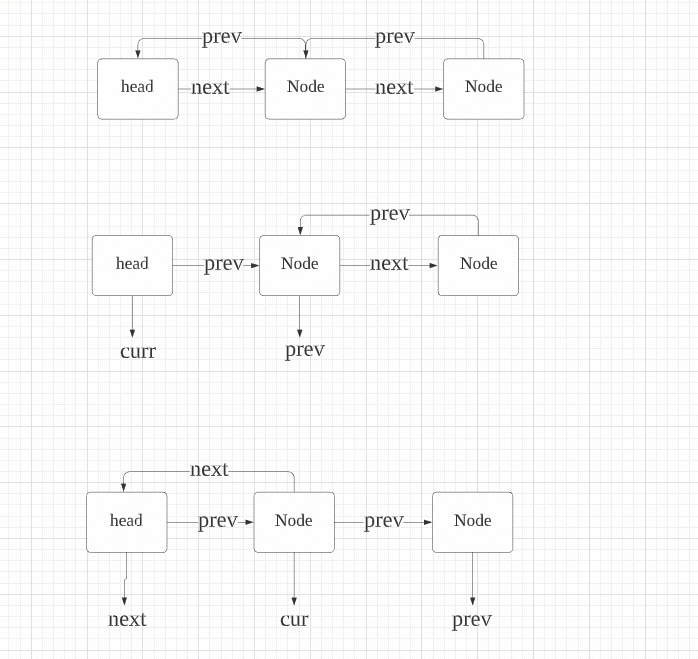 prev prev
head next Node next Node
prev
head prev Node next Node
curr prev
next
head prev Node prev Node
next cur prev